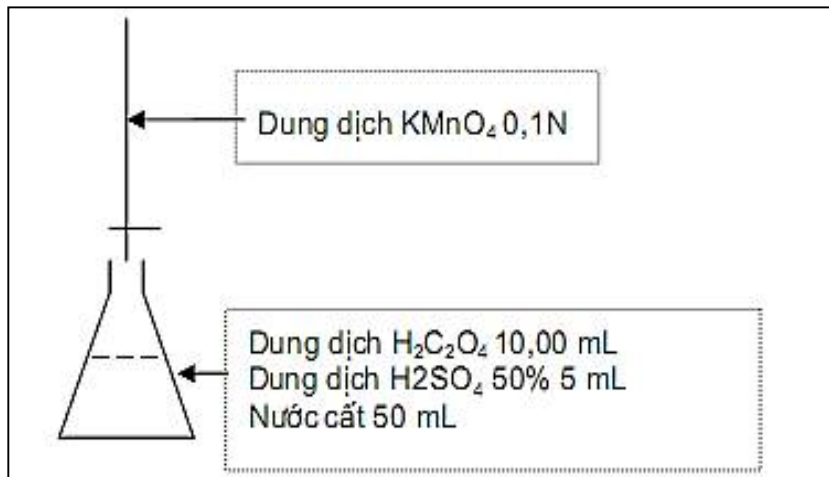 Dung dịch KMnO₄ 0,1N
Dung dịch H₂C₂O₄ 10,00 mL
Dung dịch H2SO₄ 50% 5 mL
Nước cất 50 mL